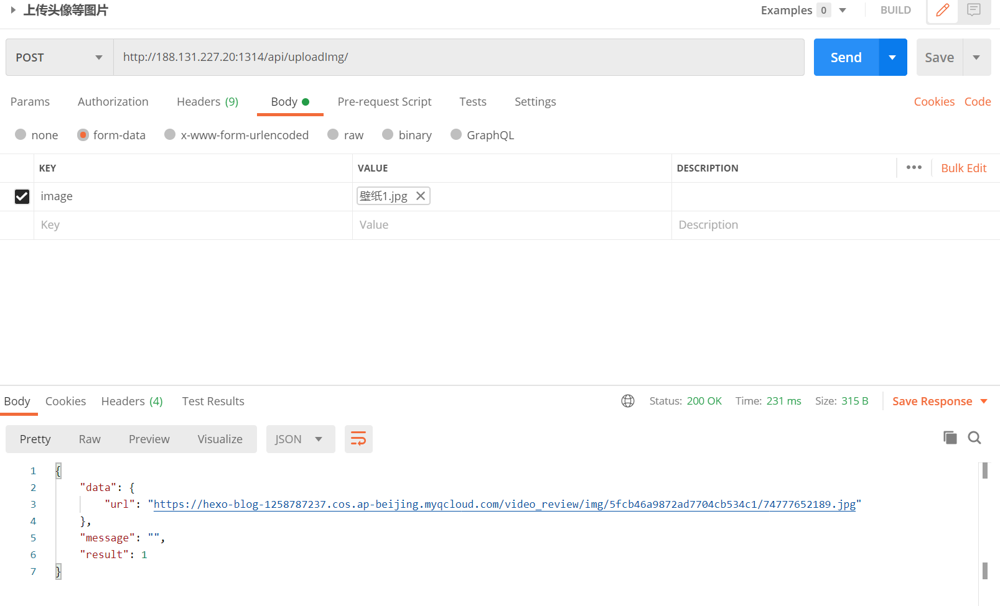 上传头像等图片 Examples 0 BUILD
POST http://188.131.227.20:1314/api/uploadImg/ Send Save
Params Authorization Headers (9) Body Pre-request Script Tests Settings Cookies Code
none form-data x-www-form-urlencoded raw binary GraphQL
KEY VALUE DESCRIPTION ••• Bulk Edit
image 壁纸1.jpg
Key Value Description
Body Cookies Headers (4) Test Results Status: 200 OK Time: 231 ms Size: 315 B Save Response
Pretty Raw Preview Visualize JSON
1 {
2 "data": {
3 "url": "https://hexo-blog-1258787237.cos.ap-beijing.myqcloud.com/video_review/img/5fcb46a9872ad7704cb534c1/74777652189.jpg"
4 },
5 "message": "",
6 "result": 1
7 }